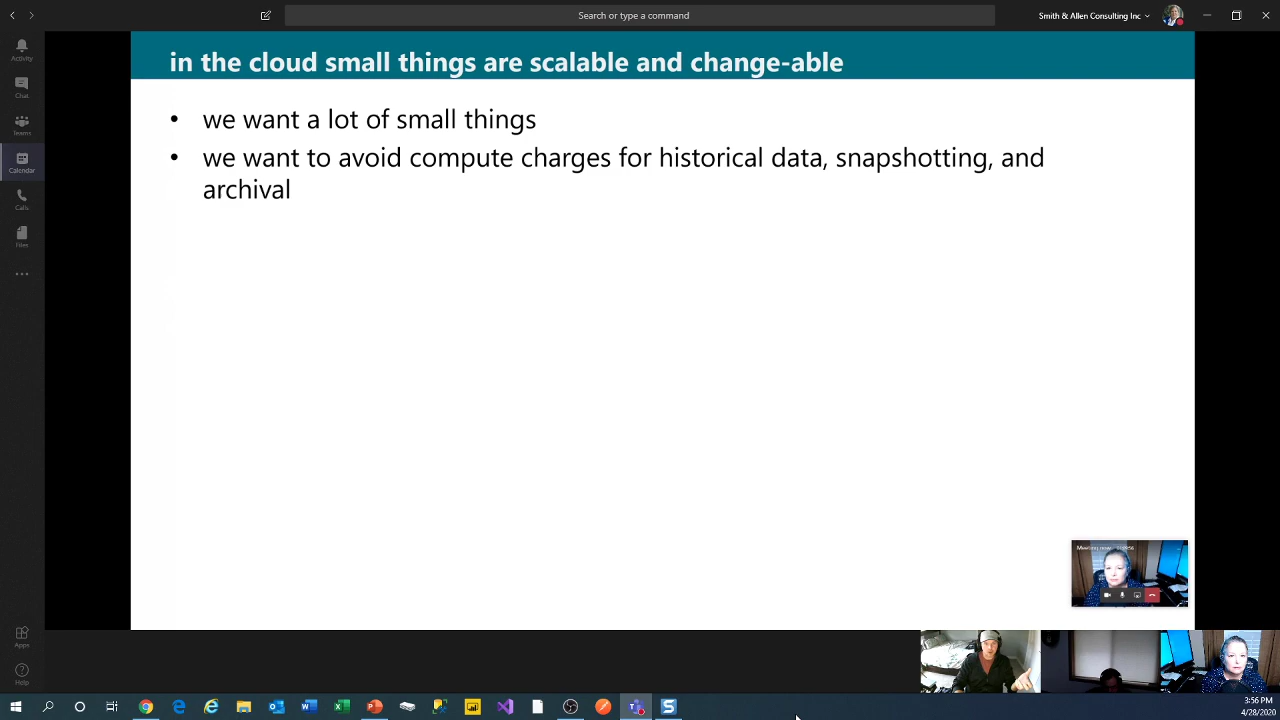 Search or type a command
Smith & Allen Consulting Inc
Activity
Chat
Teams
Calendar
Calls
Files
Apps
Help
in the cloud small things are scalable and change-able
• we want a lot of small things
• we want to avoid compute charges for historical data, snapshotting, and
archival
3:56 PM
4/28/2020